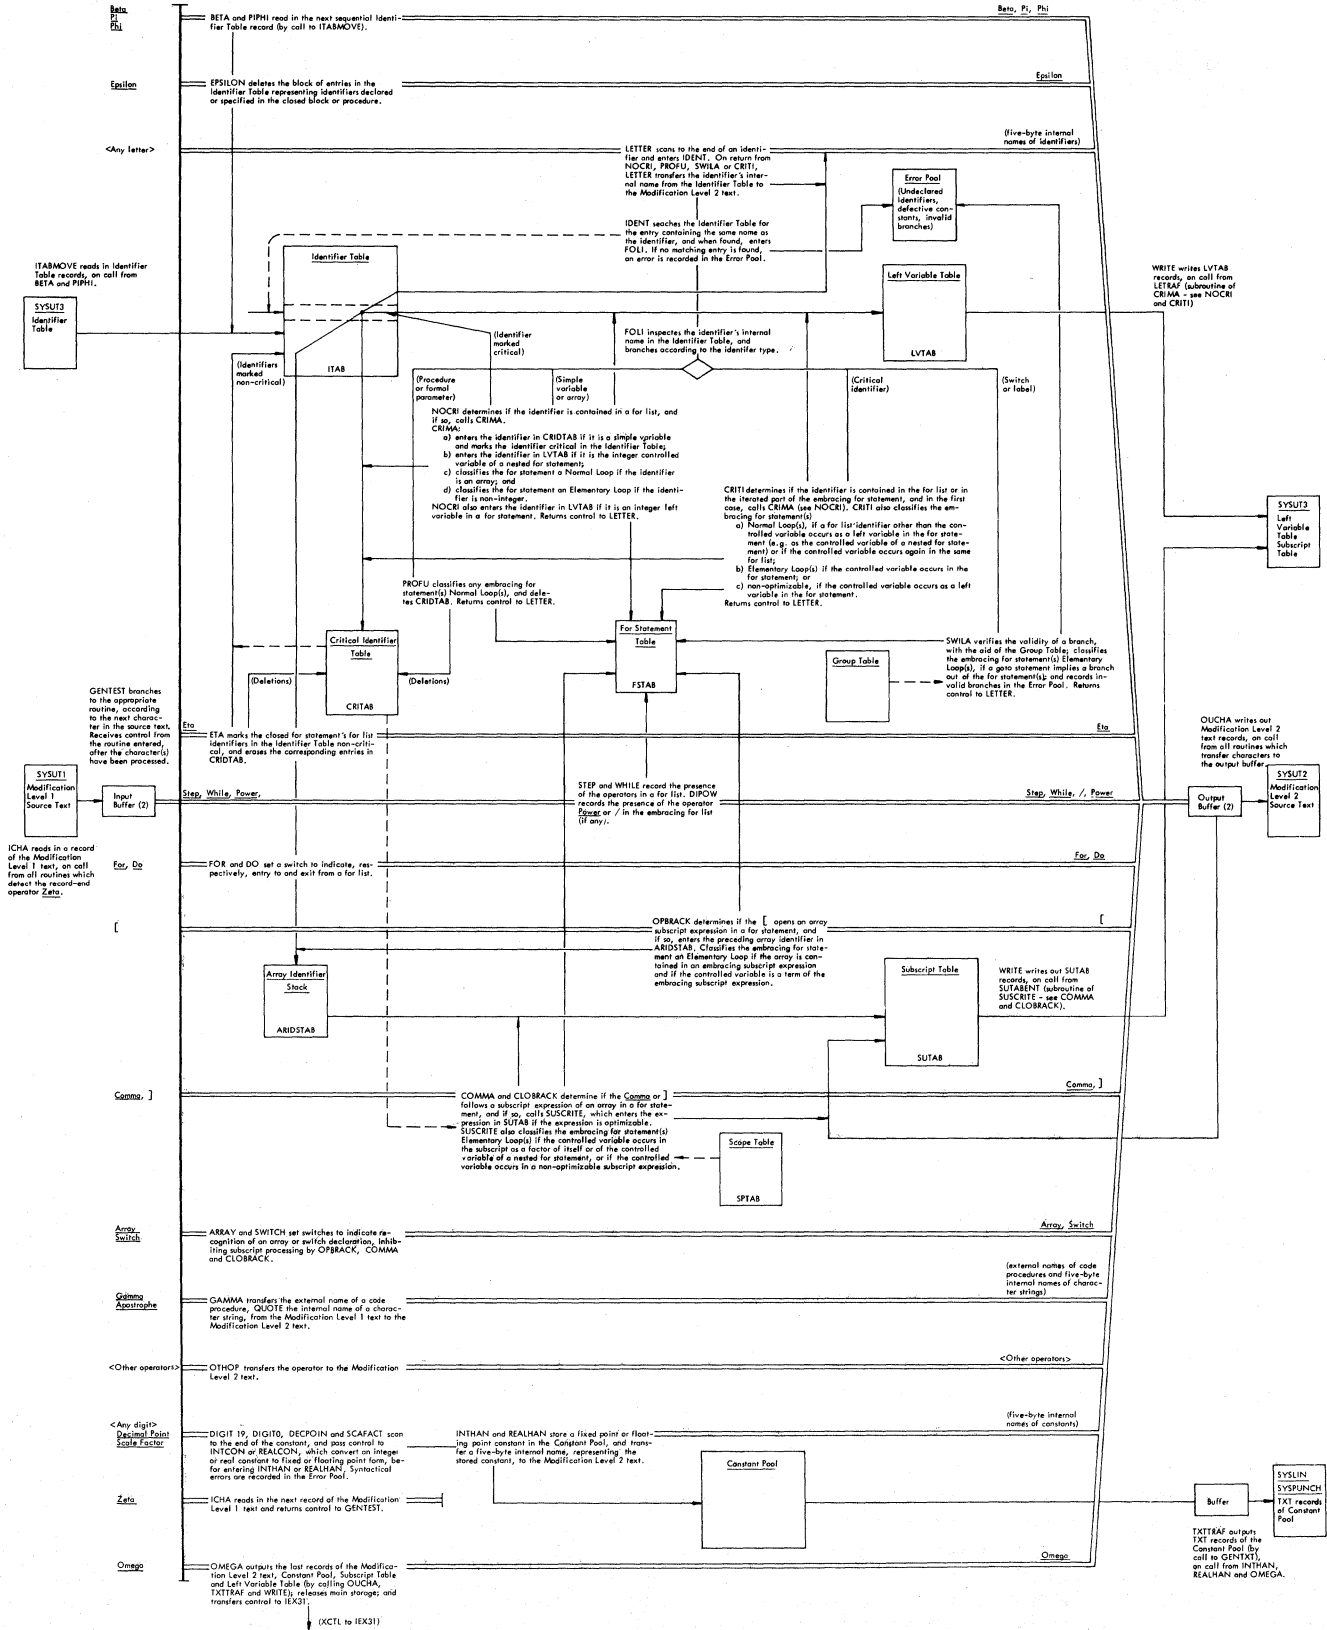 Beta
Pi
Phi
BETA and PIPHI read in the next sequential Identi-
fier Table record (by call to ITABMOVE).
Beta, Pi, Phi
Epsilon
EPSILON deletes the block of entries in the
Identifier Table representing identifiers declared
or specified in the closed block or procedure.
Epsilon
<Any letter>
(five-byte internal
names of identifiers)
LETTER scans to the end of an identi-
fier and enters IDENT. On return from
NOCRI, PROFU, SWILA or CRITI,
LETTER transfers the identifier's inter-
nal name from the Identifier Table to
the Modification Level 2 text.
Error Pool
(Undeclared
Identifiers,
defective con-
stants, invalid
branches)
IDENT seaches the Identifier Table for
the entry containing the same name as
the identifier, and when found, enters
FOLI. If no matching entry is found,
an error is recorded in the Error Pool.
ITABMOVE reads in Identifier
Table records, on call from
BETA and PIPHI.
SYSUT3
Identifier
Table
Identifier Table
ITAB
Left Variable Table
LVTAB
WRITE writes LVTAB
records, on call from
LETRAF (subroutine of
CRIMA - see NOCRI
and CRITI)
(Identifier
marked
critical)
FOLI inspectes the identifier's internal
name in the Identifier Table, and
branches according to the identifer type.
(Identifiers
marked
non-critical)
(Procedure
or formal
parameter)
(Simple
variable
or array)
(Critical
identifier)
(Switch
or label)
NOCRI determines if the identifier is contained in a for list, and
if so, calls CRIMA.
CRIMA:
a) enters the identifier in CRIDTAB if it is a simple variable
and marks the identifier critical in the Identifier Table;
b) enters the identifier in LVTAB if it is the integer controlled
variable of a nested for statement;
c) classifies the for statement a Normal Loop if the identifier
is an array; and
d) classifies the for statement an Elementary Loop if the identi-
fier is non-integer.
NOCRI also enters the identifier in LVTAB if it is an integer left
variable in a for statement. Returns control to LETTER.
CRITI determines if the identifier is contained in the for list or in
the iterated part of the embracing for statement, and in the first
case, calls CRIMA (see NOCRI). CRITI also classifies the em-
bracing for statement(s)
a) Normal Loop(s), if a for list identifier other than the con-
trolled variable occurs as a left variable in the for state-
ment (e.g. as the controlled variable of a nested for state-
ment) or if the controlled variable occurs again in the same
for list;
b) Elementary Loop(s) if the controlled variable occurs in the
for statement; or
c) non-optimizable, if the controlled variable occurs as a left
variable in the for statement.
Returns control to LETTER.
SYSUT3
Left
Variable
Table
Subscript
Table
PROFU classifies any embracing for
statement(s) Normal Loop(s), and dele-
tes CRIDTAB. Returns control to LETTER.
Critical Identifier
Table
CRITAB
For Statement
Table
FSTAB
Group Table
SWILA verifies the validity of a branch,
with the aid of the Group Table; classifies
the embracing for statement(s) Elementary
Loop(s), if a goto statement implies a branch
out of the for statement(s); and records in-
valid branches in the Error Pool. Returns
control to LETTER.
(Deletions)
(Deletions)
GENTEST branches
to the appropriate
routine, according
to the next charac-
ter in the source text.
Receives control from
the routine entered,
after the character(s)
have been processed.
Eta
ETA marks the closed for statement's for list
identifiers in the Identifier Table non-criti-
cal, and erases the corresponding entries in
CRIDTAB.
Eta
OUCHA writes out
Modification Level 2
text records, on call
from all routines which
transfer characters to
the output buffer.
SYSUT1
Modification
Level 1
Source Text
Input
Buffer (2)
Step, While, Power,
STEP and WHILE record the presence
of the operators in a for list. DIPOW
records the presence of the operator
Power or / in the embracing for list
(if any).
Step, While, /, Power
Output
Buffer (2)
SYSUT2
Modification
Level 2
Source Text
ICHA reads in a record
of the Modification
Level 1 text, on call
from all routines which
detect the record-end
operator Zeta.
For, Do
FOR and DO set a switch to indicate, res-
pectively, entry to and exit from a for list.
For, Do
[
OPBRACK determines if the [ opens an array
subscript expression in a for statement, and
if so, enters the preceding array identifier in
ARIDSTAB. Classifies the embracing for state-
ment an Elementary Loop if the array is con-
tained in an embracing subscript expression
and if the controlled variable is a term of the
embracing subscript expression.
[
Array Identifier
Stack
ARIDSTAB
Subscript Table
SUTAB
WRITE writes out SUTAB
records, on call from
SUTABENT (subroutine of
SUSCRITE - see COMMA
and CLOBRACK).
Comma, ]
COMMA and CLOBRACK determine if the Comma or ]
follows a subscript expression of an array in a for state-
ment, and if so, calls SUSCRITE, which enters the ex-
pression in SUTAB if the expression is optimizable.
SUSCRITE also classifies the embracing for statement(s)
Elementary Loop(s) if the controlled variable occurs in
the subscript as a factor of itself or of the controlled
variable of a nested for statement, or if the controlled
variable occurs in a non-optimizable subscript expression.
Comma, ]
Scope Table
SPTAB
Array
Switch
ARRAY and SWITCH set switches to indicate re-
cognition of an array or switch declaration, inhib-
iting subscript processing by OPBRACK, COMMA
and CLOBRACK.
Array, Switch
(external names of code
procedures and five-byte
internal names of charac-
ter strings)
Gamma
Apostrophe
GAMMA transfers the external name of a code
procedure, QUOTE the internal name of a charac-
ter string, from the Modification Level 1 text to the
Modification Level 2 text.
<Other operators>
OTHOP transfers the operator to the Modification
Level 2 text.
<Other operators>
<Any digit>
Decimal Point
Scale Factor
DIGIT 19, DIGIT0, DECPOIN and SCAFACT scan
to the end of the constant, and pass control to
INTCON or REALCON, which convert an integer
or real constant to fixed or floating point form, be-
for entering INTHAN or REALHAN. Syntactical
errors are recorded in the Error Pool.
INTHAN and REALHAN store a fixed point or float-
ing point constant in the Constant Pool, and trans-
fer a five-byte internal name, representing the
stored constant, to the Modification Level 2 text.
(five-byte internal
names of constants)
Constant Pool
Zeta
ICHA reads in the next record of the Modification
Level 1 text and returns control to GENTEST.
Buffer
SYSLIN
SYSPUNCH
TXT records
of Constant
Pool
TXTTRAF outputs
TXT records of the
Constant Pool (by
call to GENTXT),
on call from INTHAN,
REALHAN and OMEGA.
Omega
OMEGA outputs the last records of the Modifica-
tion Level 2 text, Constant Pool, Subscript Table
and Left Variable Table (by calling OUCHA,
TXTTRAF and WRITE); releases main storage; and
transfers control to IEX31.
Omega
(XCTL to IEX31)